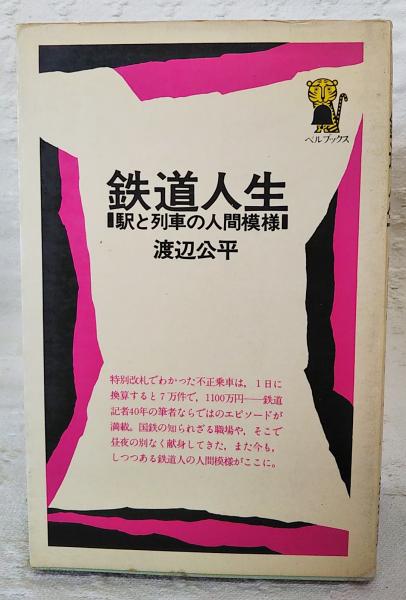 ベルブックス
鉄道人生
駅と列車の人間模様
渡辺公平
特別改札でわかった不正乗車は，１日に
換算すると７万件で，1100万円──鉄道
記者40年の筆者ならではのエピソードが
満載。国鉄の知られざる職場や，そこで
昼夜の別なく献身してきた，また今も，
しつつある鉄道人の人間模様がここに。